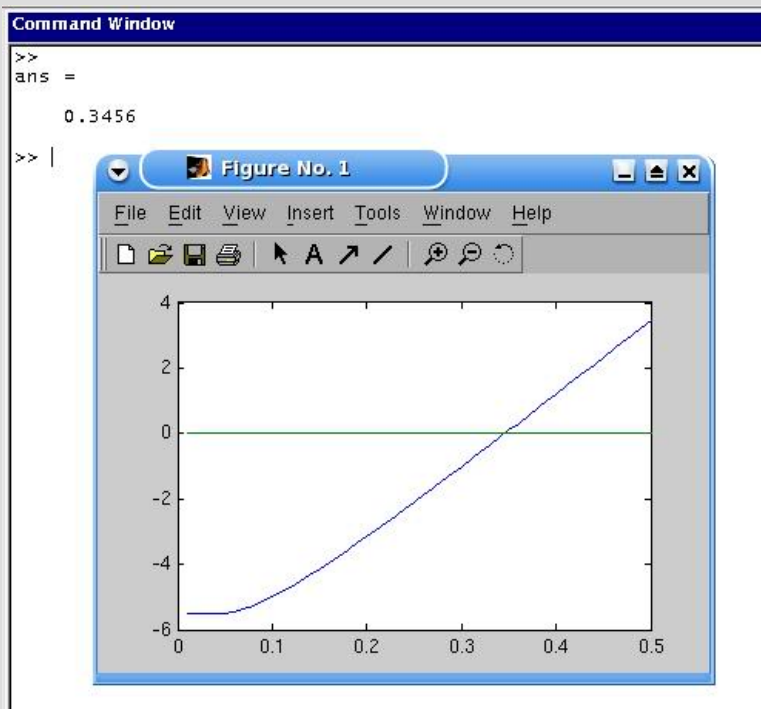 Command Window
>>
ans =
0.3456
>>
Figure No. 1
File Edit View Insert Tools Window Help
A
4
2
0
-2
-4
-6
0 0.1 0.2 0.3 0.4 0.5